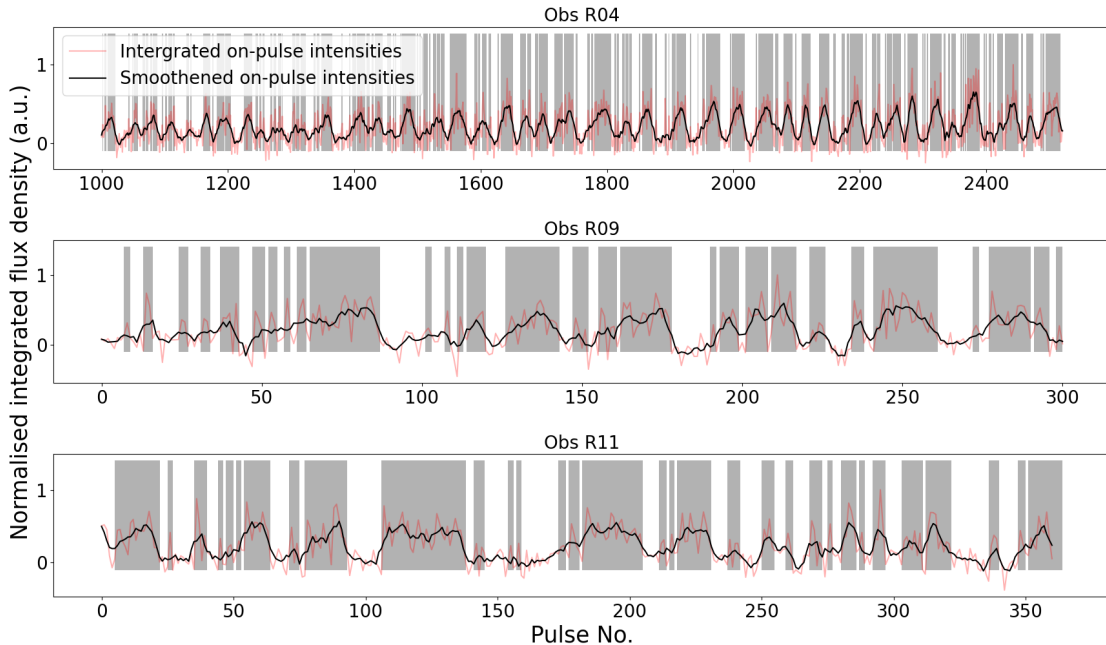 Obs R04
Intergrated on-pulse intensities
Smoothened on-pulse intensities
1
0
1000 1200 1400 1600 1800 2000 2200 2400
Normalised integrated flux density (a.u.)
Obs R09
1
0
0 50 100 150 200 250 300
Obs R11
1
0
0 50 100 150 200 250 300 350
Pulse No.